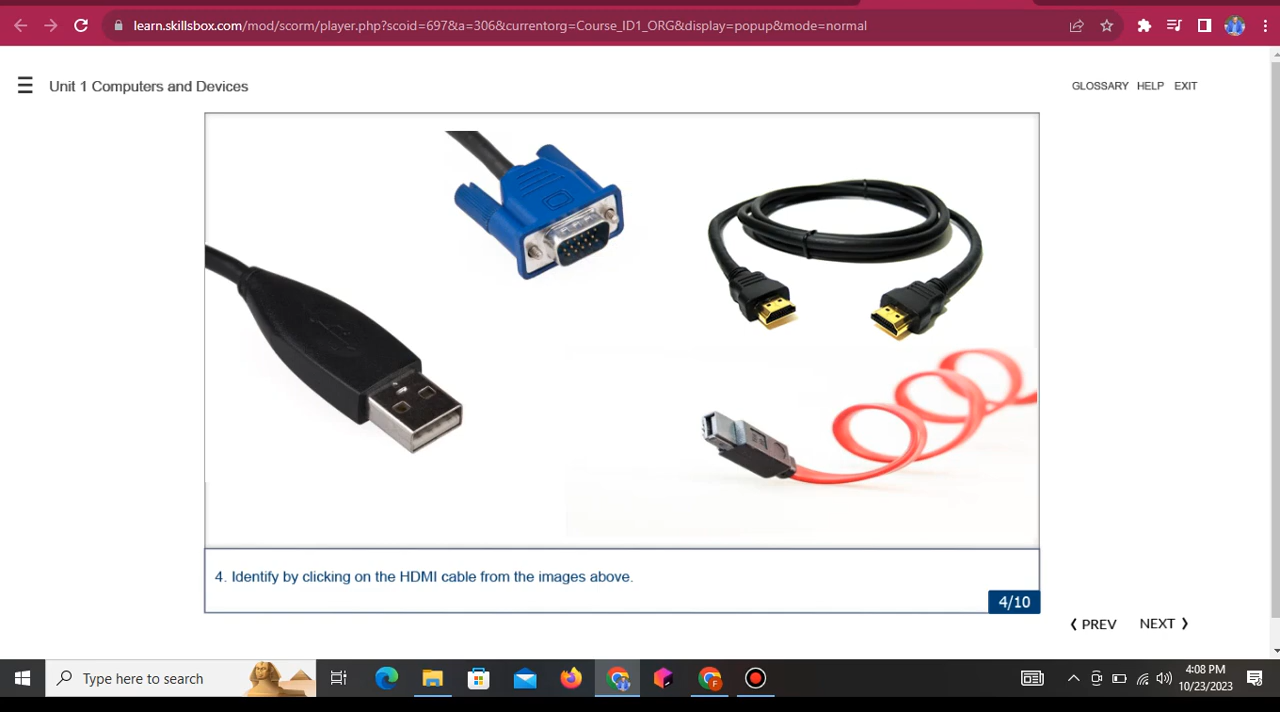 learn.skillsbox.com/mod/scorm/player.php?scoid=697&a=306&currentorg=Course_ID1_ORG&display=popup&mode=normal
Unit 1 Computers and Devices
GLOSSARY HELP EXIT
4. Identify by clicking on the HDMI cable from the images above.
4/10
❮ PREV NEXT ❯
Type here to search
4:08 PM
10/23/2023